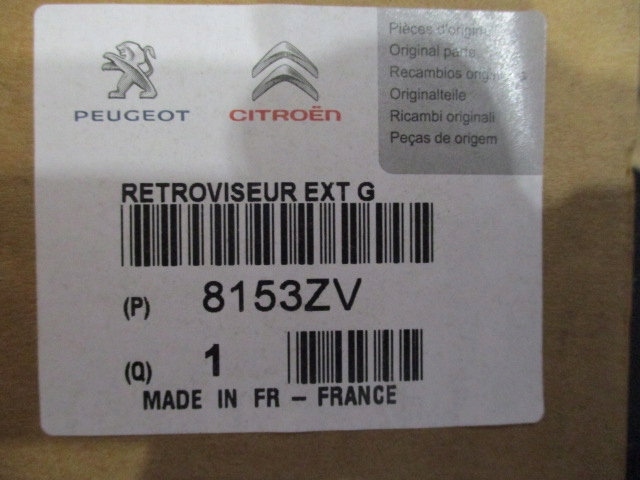 PEUGEOT
CITROËN
Pièces d'origine
Original parts
Recambios originales
Originalteile
Ricambi originali
Peças de origem
RETROVISEUR EXT G
(P) 8153ZV
(Q) 1
MADE IN FR - FRANCE